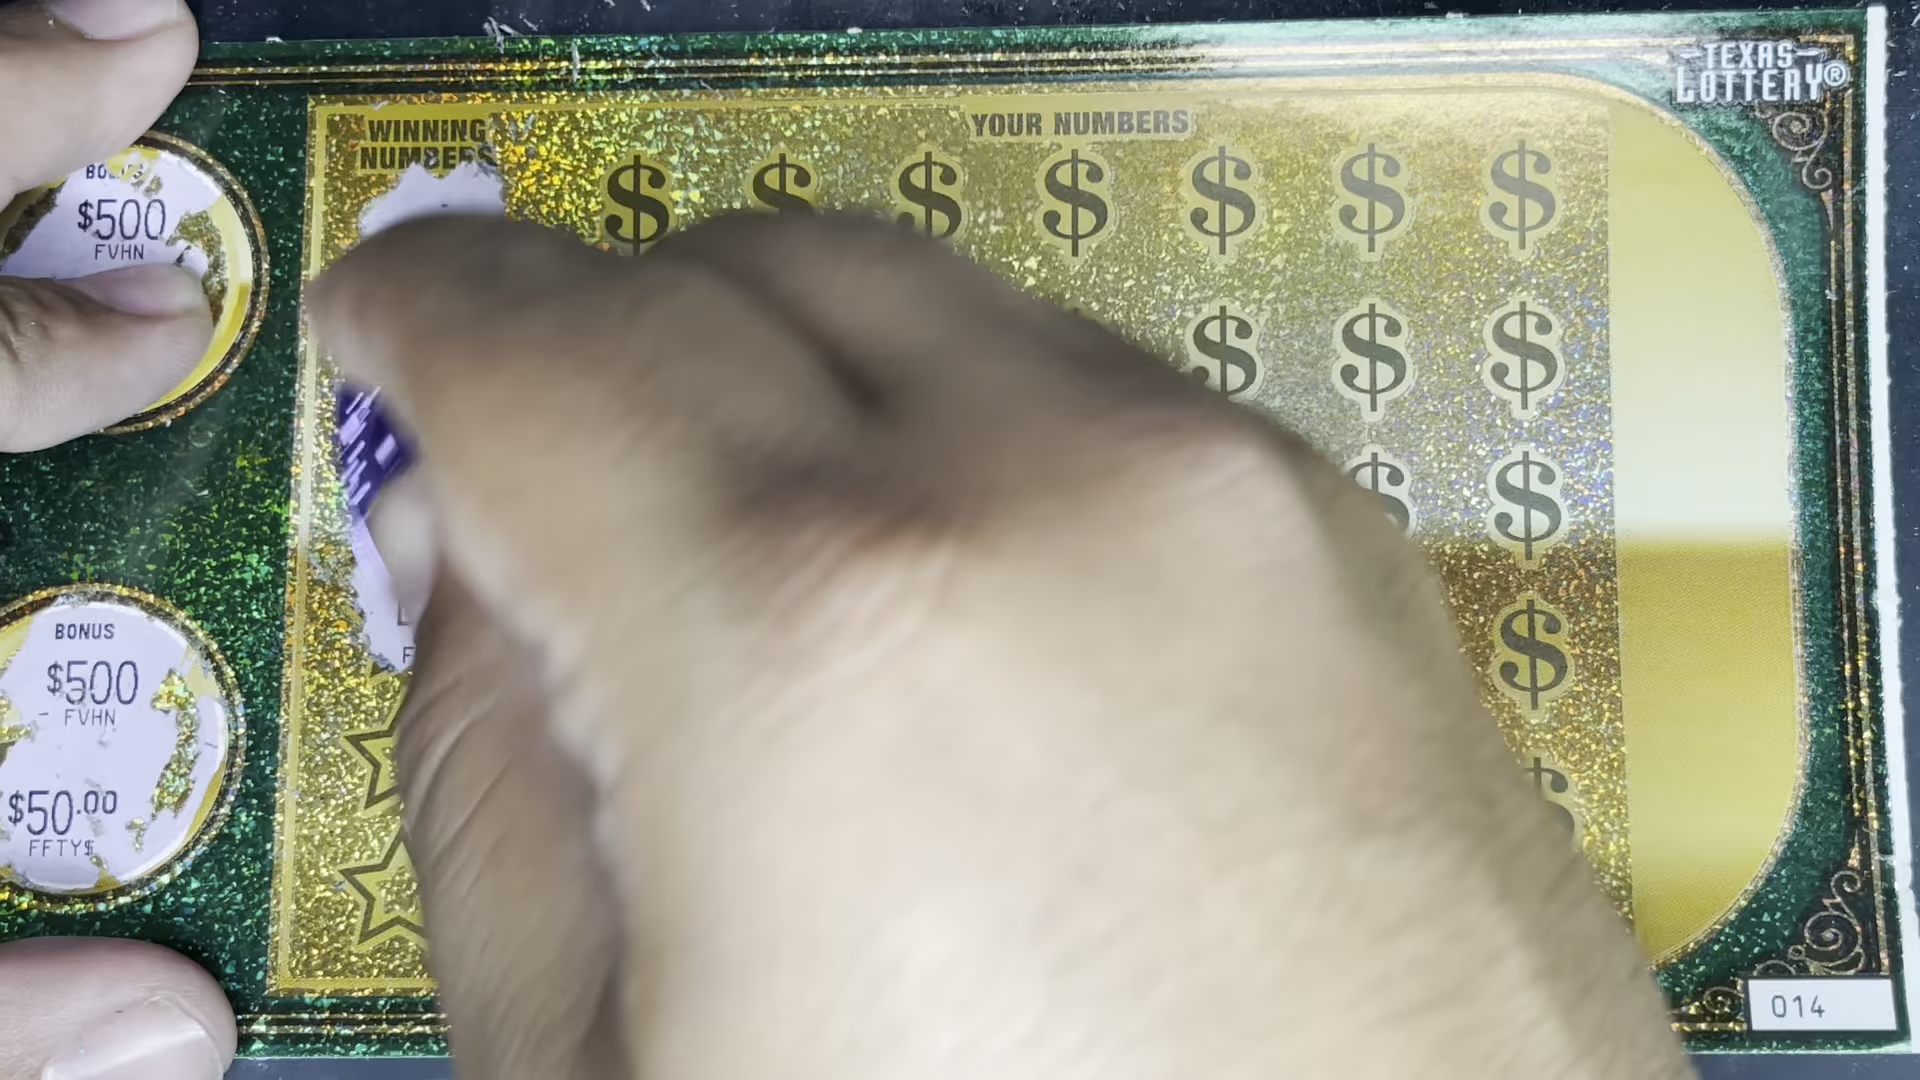 TEXAS
LOTTERY®
WINNING
NUMBERS
YOUR NUMBERS
$ $ $ $ $ $ $
$ $ $
$ $
$
$
BONUS
$500
FVHN
BONUS
$500
FVHN
$50.00
FFTY$
014